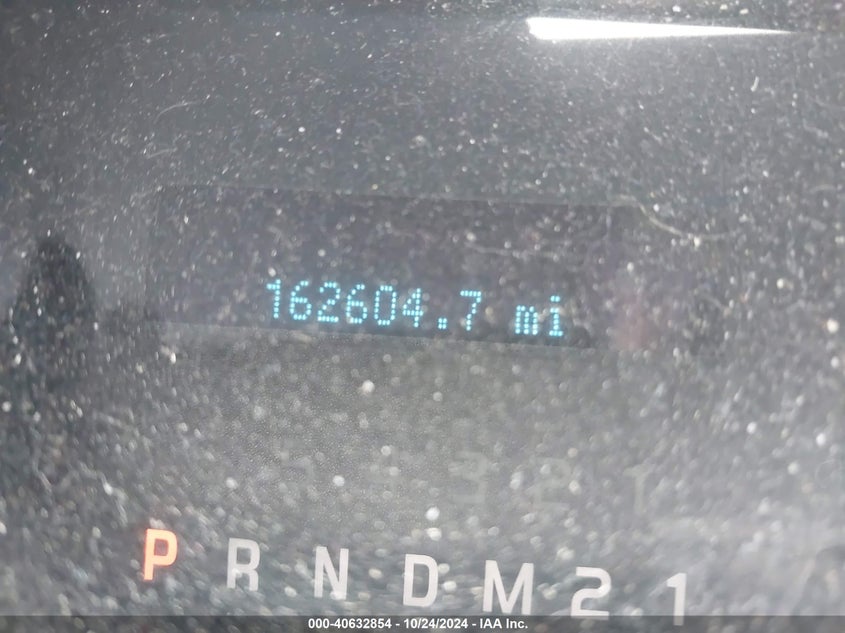 162604.7 mi
P R N D M 2 1
000-40632854 - 10/24/2024 - IAA Inc.